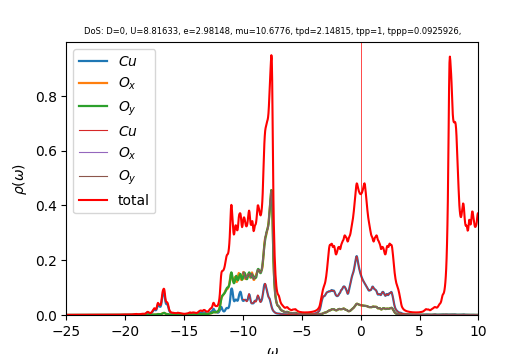 DoS: D=0, U=8.81633, e=2.98148, mu=10.6776, tpd=2.14815, tpp=1, tppp=0.0925926,
Cu
O_x
O_y
Cu
O_x
O_y
total
ρ(ω)
0.8
0.6
0.4
0.2
0.0
−25 −20 −15 −10 −5 0 5 10
ω